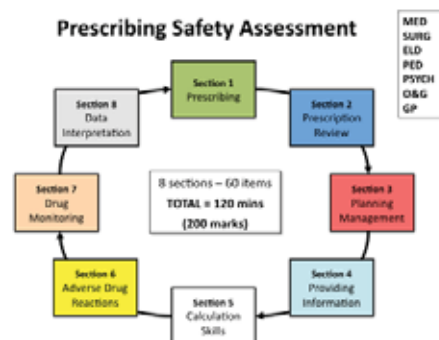 Prescribing Safety Assessment
MED
SURG
ELD
PED
PSYCH
O&G
GP
Section 1
Prescribing
Section 2
Prescription
Review
Section 3
Planning
Management
Section 4
Providing
Information
Section 5
Calculation
Skills
Section 6
Adverse Drug
Reactions
Section 7
Drug
Monitoring
Section 8
Data
Interpretation
8 sections – 60 items
TOTAL = 120 mins
(200 marks)